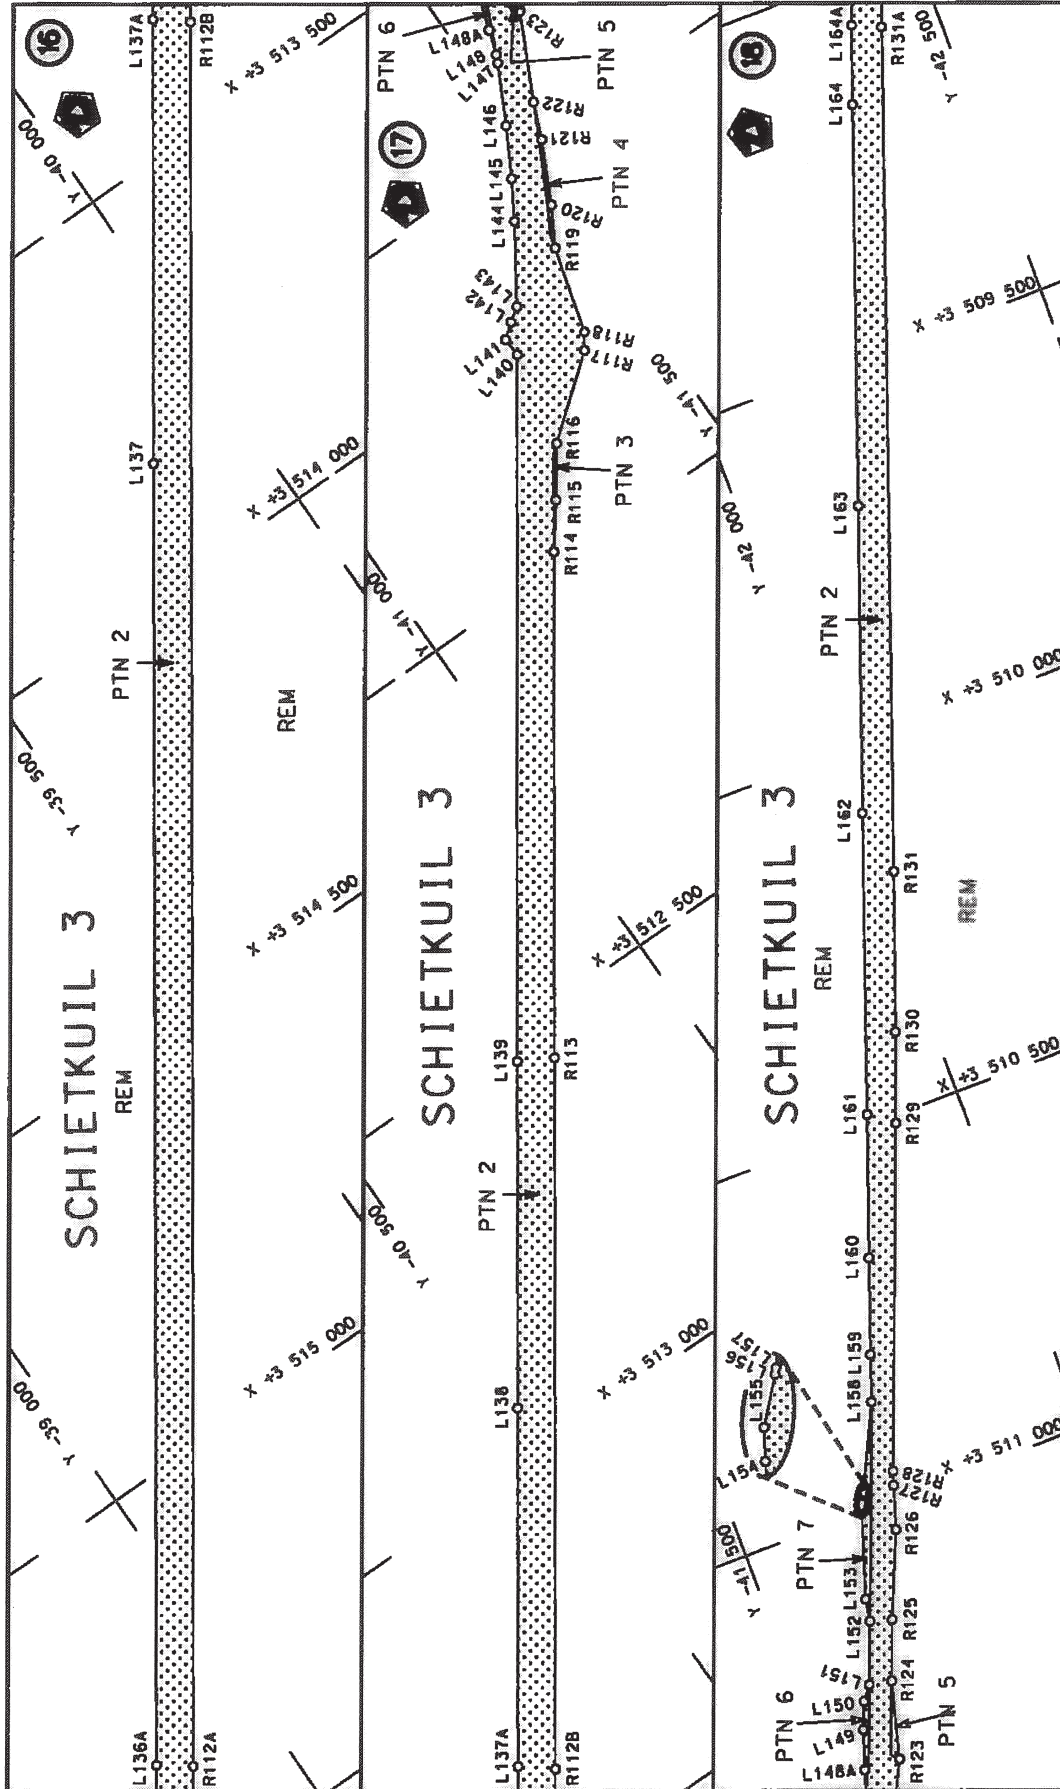 16
L136A
R112A
Y -39 000
SCHIETKUIL 3
REM
X +3 515 000
Y -39 500
PTN 2
REM
X +3 514 500
L137
X +3 514 000
Y -40 000
L137A
R112B
X +3 513 500
17
L137A
R112B
L138
X +3 513 000
Y -40 500
PTN 2
L139
R113
SCHIETKUIL 3
X +3 512 500
Y -41 000
R114
R115
PTN 3
R116
L140
L141
L142
L143
R117
R118
Y -41 500
L144
L145
L146
R119
R120
PTN 4
R121
R122
L147
L148
L148A
PTN 6
R123
PTN 5
18
L148A
L149
L150
L151
PTN 6
R123
PTN 5
R124
L152
L153
R125
PTN 7
Y -41 500
R126
R127
R128
L154
L155
L156
L157
X +3 511 000
L158
L159
L160
L161
R129
R130
X +3 510 500
SCHIETKUIL 3
REM
REM
R131
L162
PTN 2
X +3 510 000
L163
Y -42 000
X +3 509 500
L164
L164A
R131A
Y -42 500